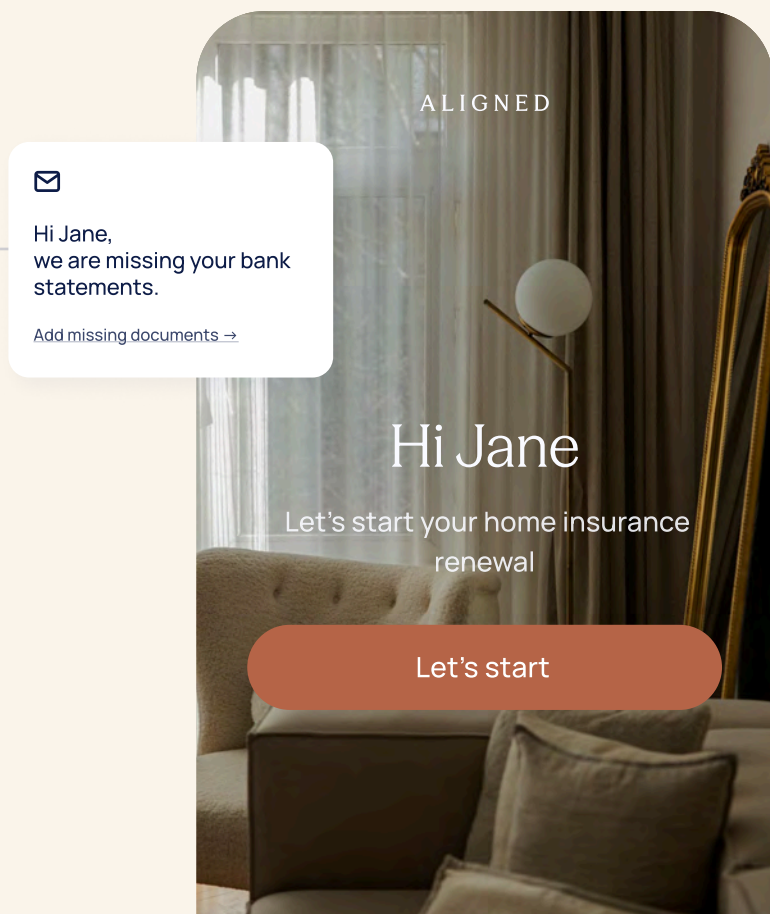 ALIGNED
Hi Jane,
we are missing your bank
statements.
Add missing documents →
Hi Jane
Let's start your home insurance
renewal
Let's start